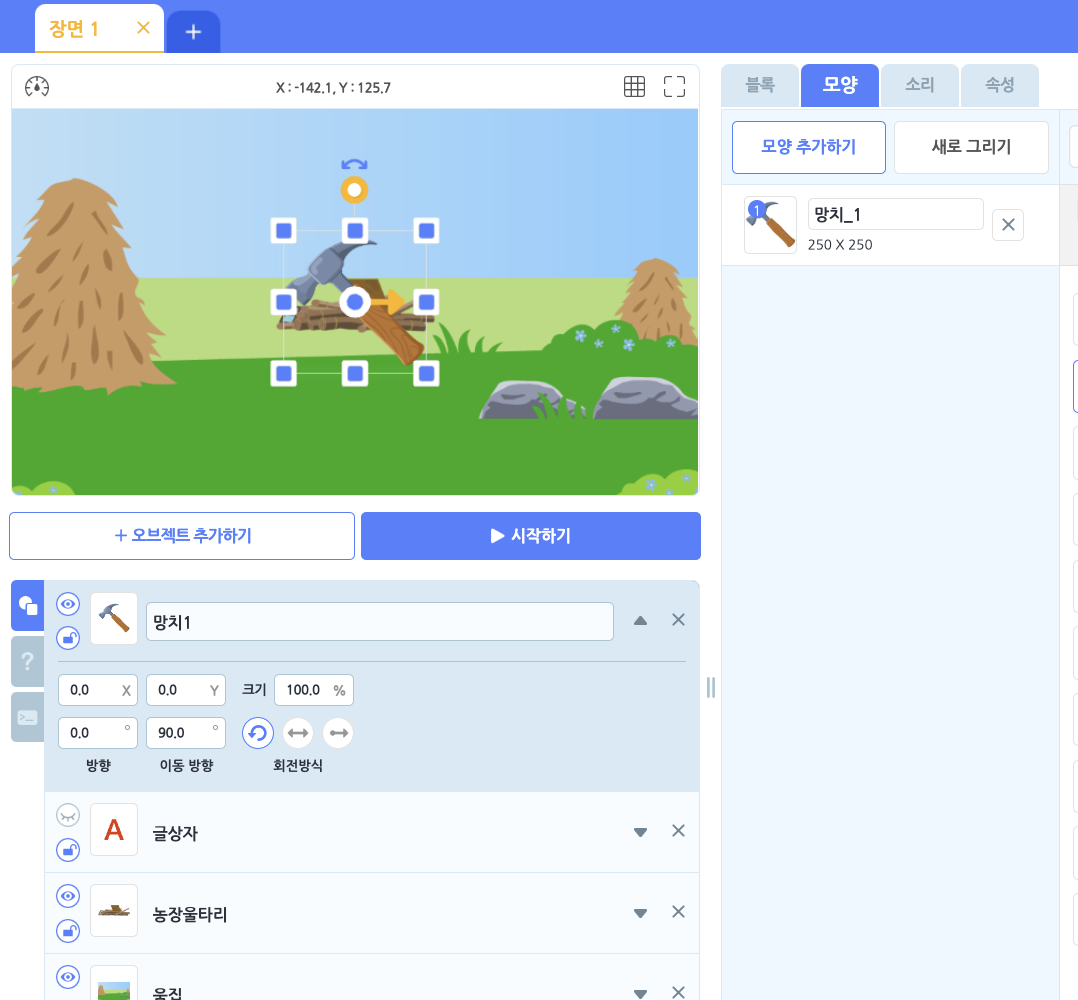 장면 1
X : -142.1, Y : 125.7
블록
모양
소리
속성
모양 추가하기
새로 그리기
1
망치_1
250 X 250
+ 오브젝트 추가하기
▶ 시작하기
망치1
?
>_
0.0 X
0.0 Y
크기 100.0 %
0.0 °
90.0 °
방향
이동 방향
회전방식
A
글상자
농장울타리
움집